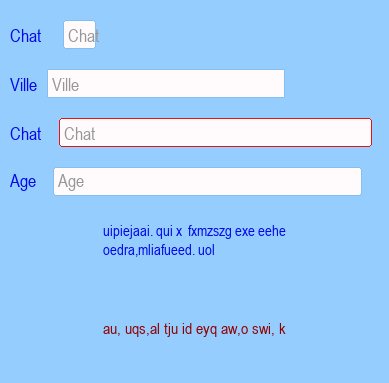 Chat Chat
Ville Ville
Chat Chat
Age Age
uipiejaai. qui x fxmzszg exe eehe
oedra,mliafueed. uol
au, uqs,al tju id eyq aw,o swi, k